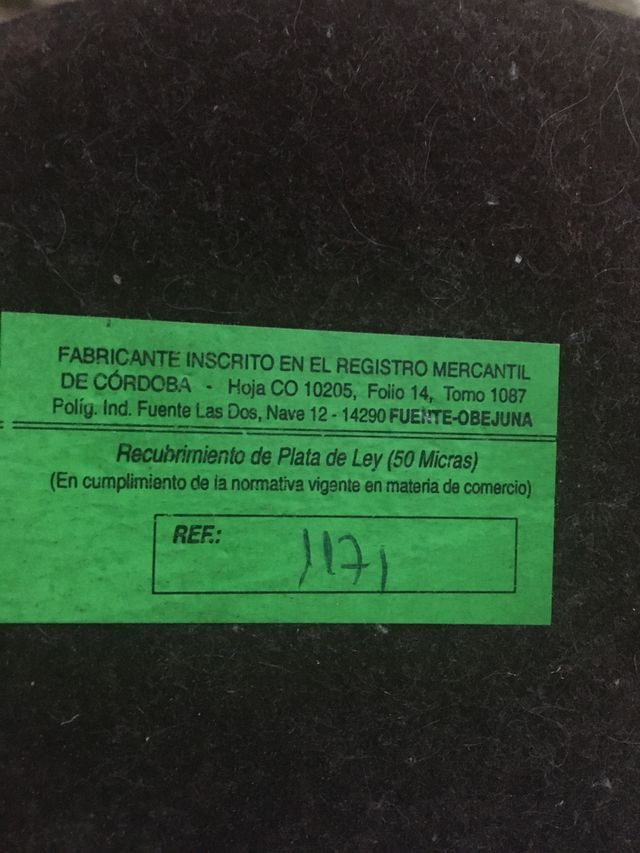 FABRICANTE INSCRITO EN EL REGISTRO MERCANTIL
DE CÓRDOBA - Hoja CO 10205, Folio 14, Tomo 1087
Políg. Ind. Fuente Las Dos, Nave 12 - 14290 FUENTE-OBEJUNA
Recubrimiento de Plata de Ley (50 Micras)
(En cumplimiento de la normativa vigente en materia de comercio)
REF.: 1171